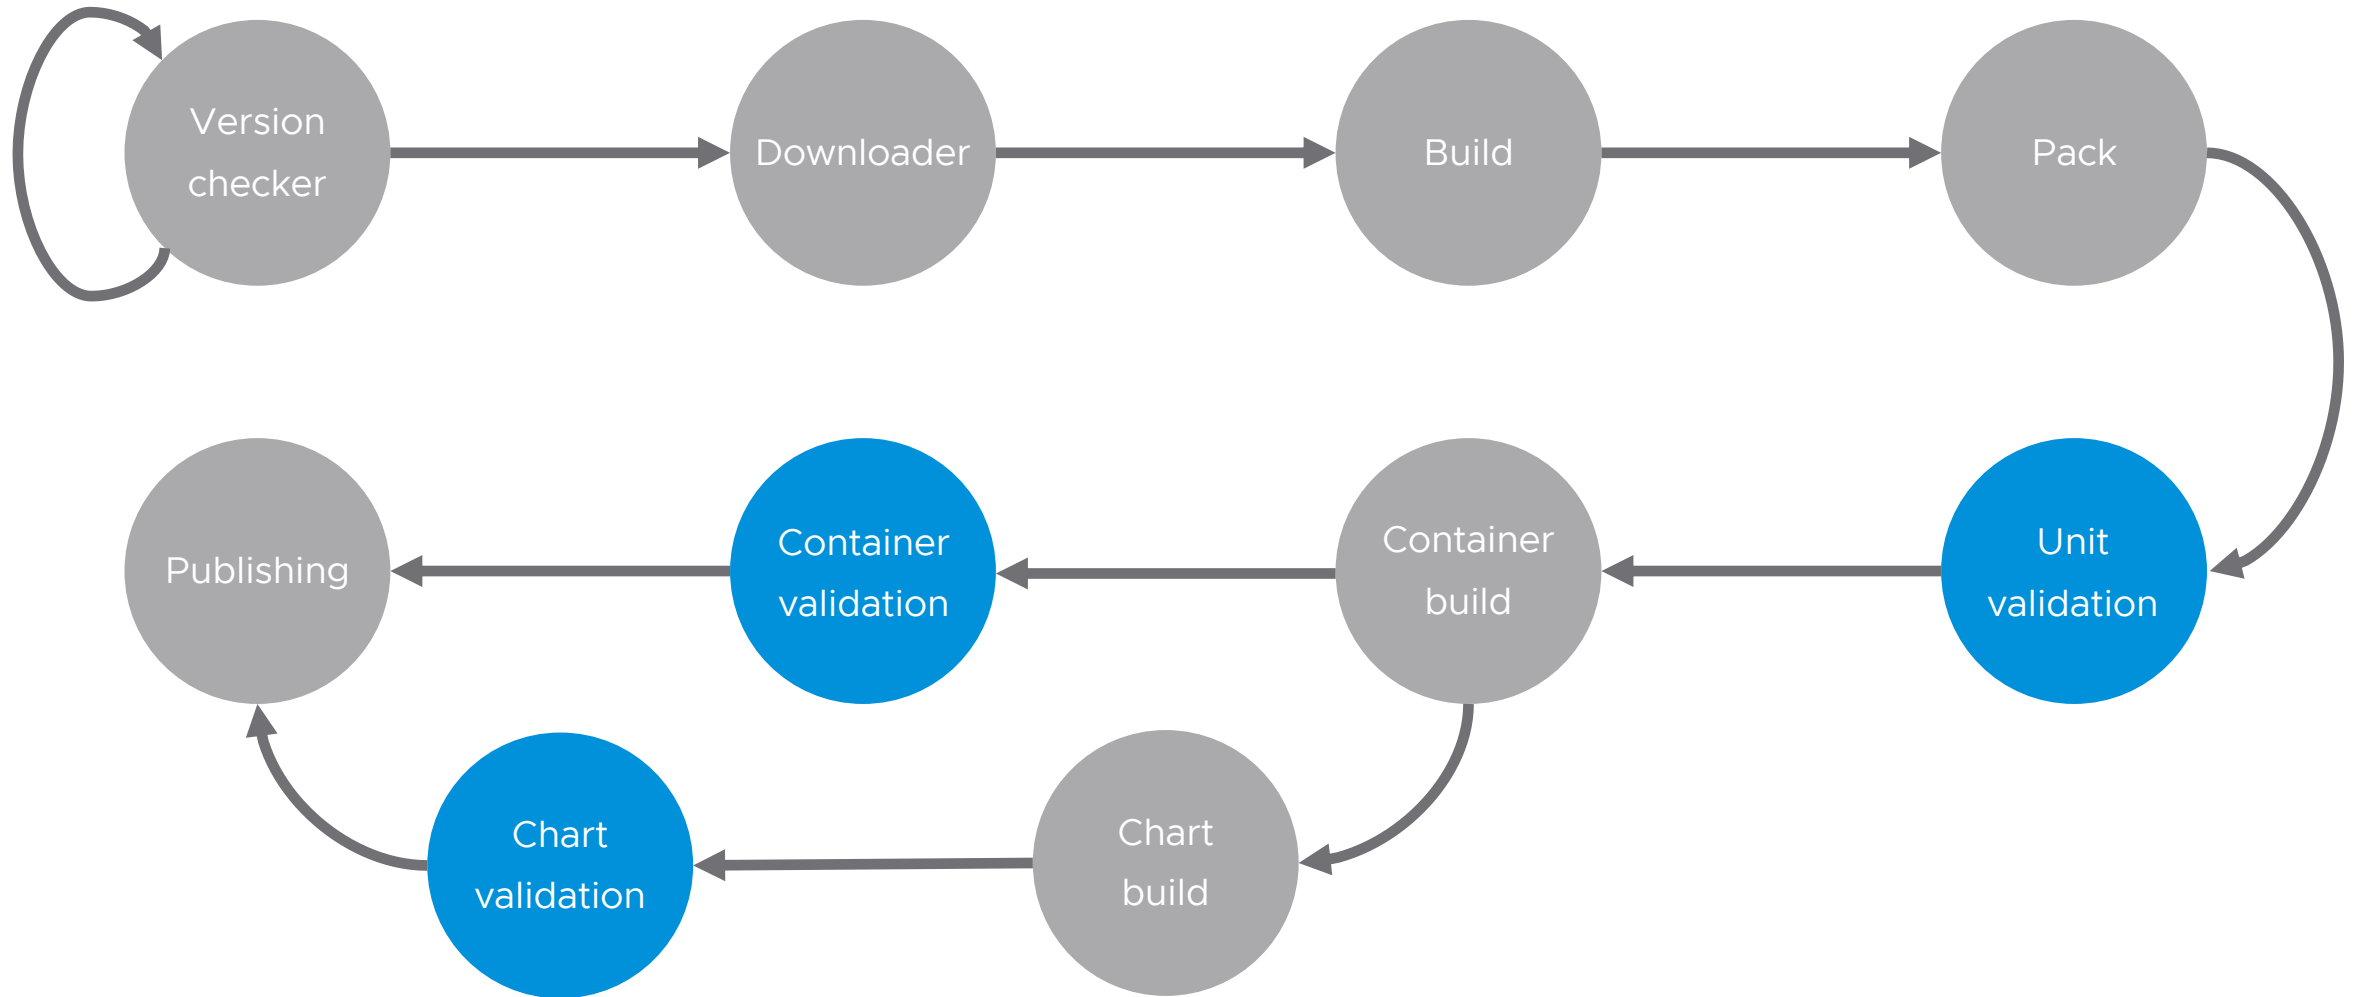 Version
checker
Downloader
Build
Pack
Publishing
Container
validation
Container
build
Unit
validation
Chart
validation
Chart
build